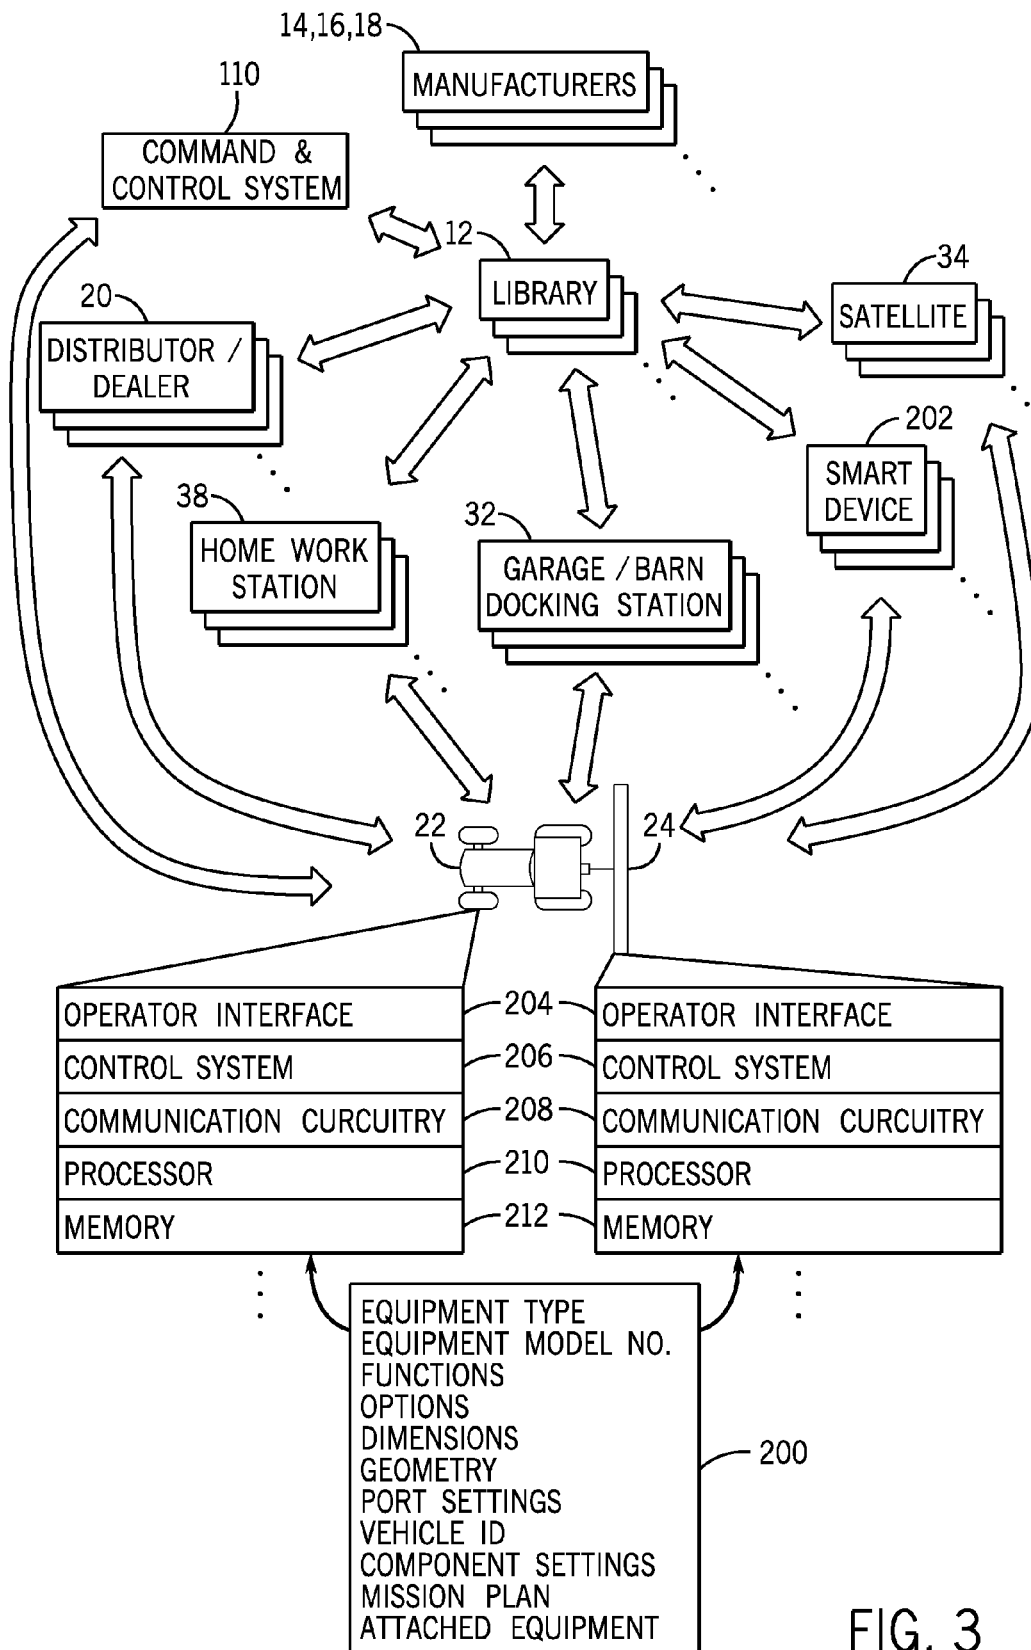 14,16,18
MANUFACTURERS
110
COMMAND &
CONTROL SYSTEM
12
LIBRARY
34
SATELLITE
20
DISTRIBUTOR /
DEALER
202
SMART
DEVICE
38
HOME WORK
STATION
32
GARAGE / BARN
DOCKING STATION
22
24
OPERATOR INTERFACE
204
OPERATOR INTERFACE
CONTROL SYSTEM
206
CONTROL SYSTEM
COMMUNICATION CURCUITRY
208
COMMUNICATION CURCUITRY
PROCESSOR
210
PROCESSOR
MEMORY
212
MEMORY
EQUIPMENT TYPE
EQUIPMENT MODEL NO.
FUNCTIONS
OPTIONS
DIMENSIONS
GEOMETRY
PORT SETTINGS
VEHICLE ID
COMPONENT SETTINGS
MISSION PLAN
ATTACHED EQUIPMENT
200
FIG. 3